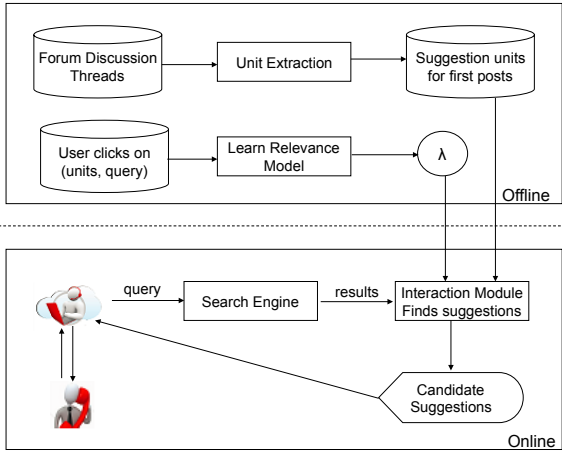 Forum Discussion
Threads
Unit Extraction
Suggestion units
for first posts
User clicks on
(units, query)
Learn Relevance
Model
λ
Offline
query
Search Engine
results
Interaction Module
Finds suggestions
Candidate
Suggestions
Online